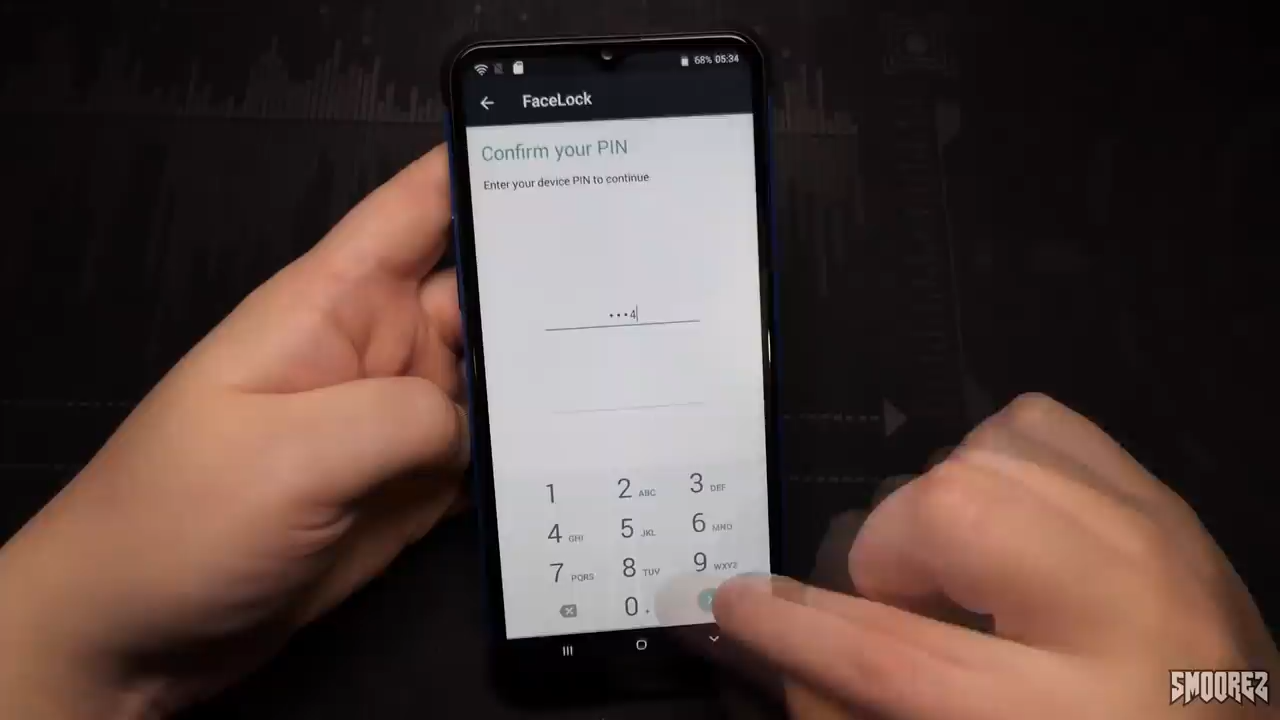 68% 05:34
FaceLock
Confirm your PIN
Enter your device PIN to continue
•••4
1 2 ABC 3 DEF
4 GHI 5 JKL 6 MNO
7 PQRS 8 TUV 9 WXYZ
0 +
SMOOREZ